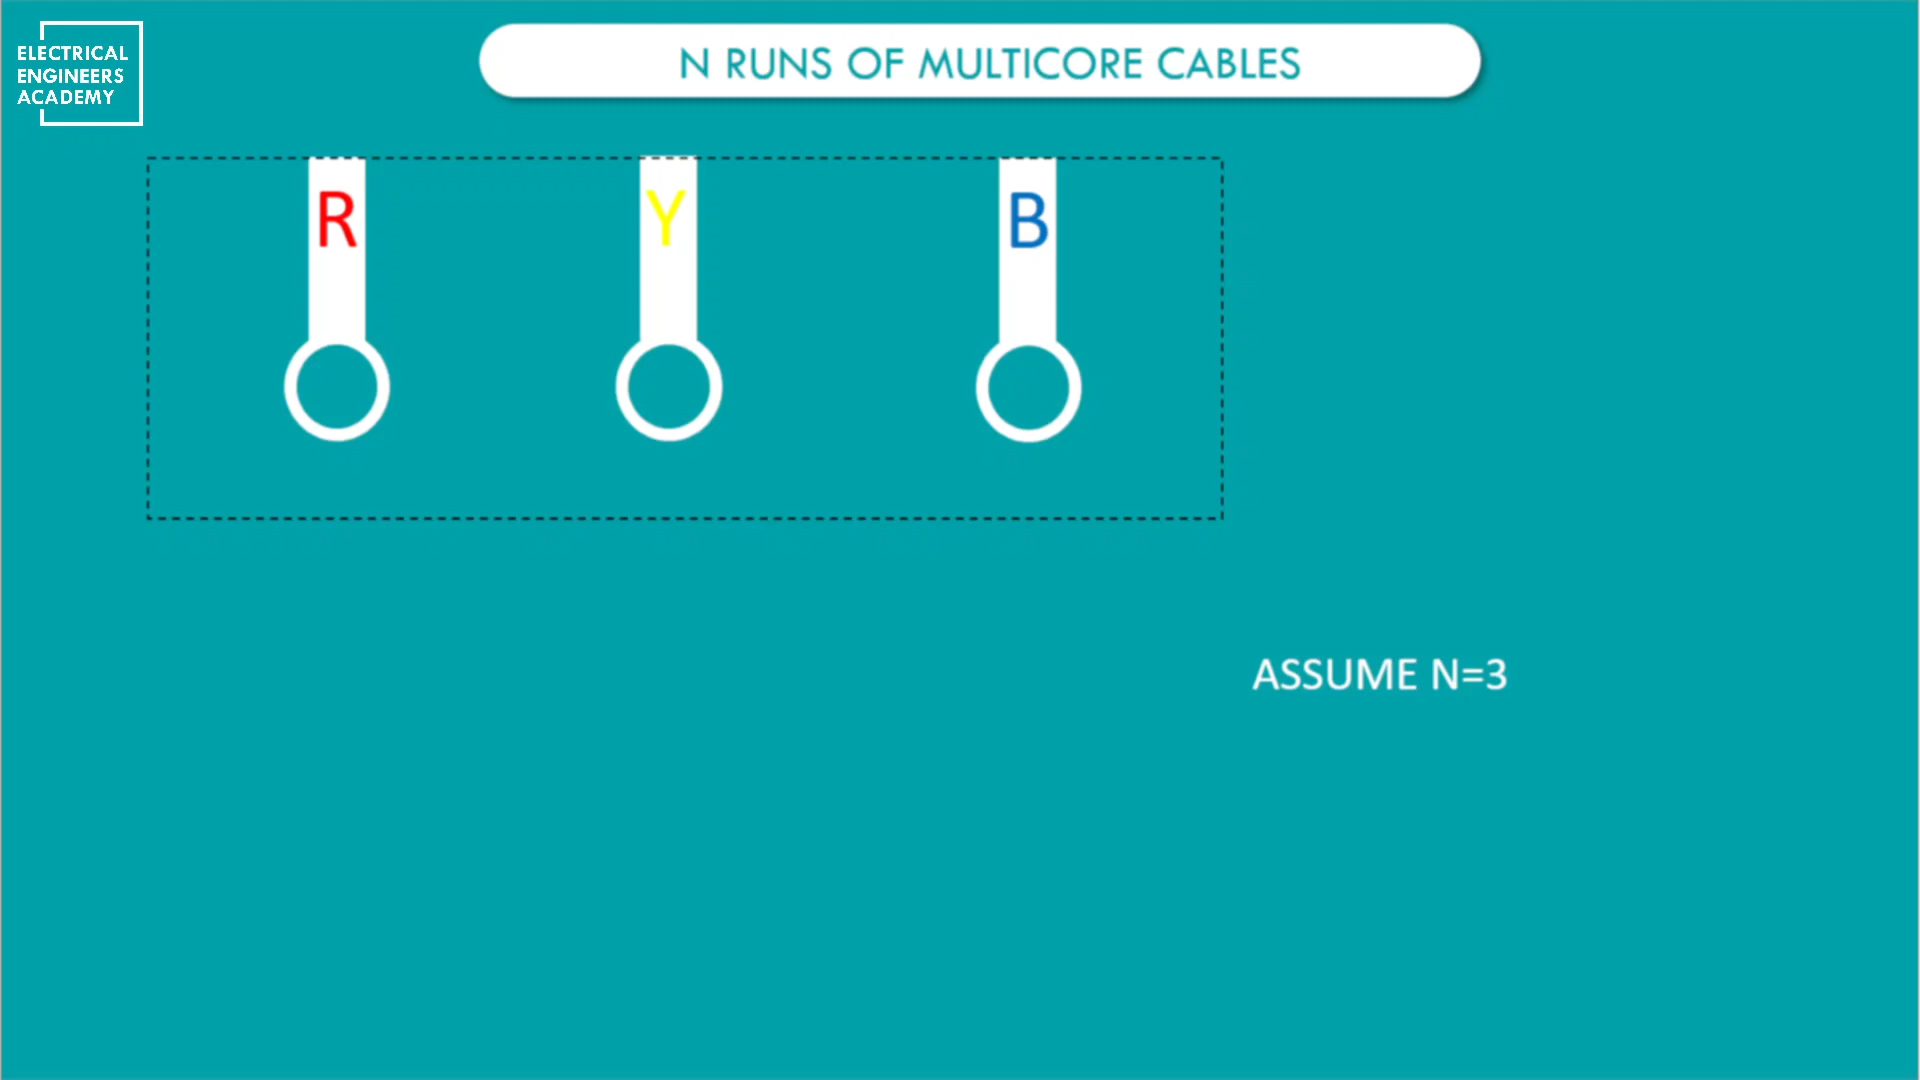 ELECTRICAL
ENGINEERS
ACADEMY
N RUNS OF MULTICORE CABLES
R Y B
ASSUME N=3